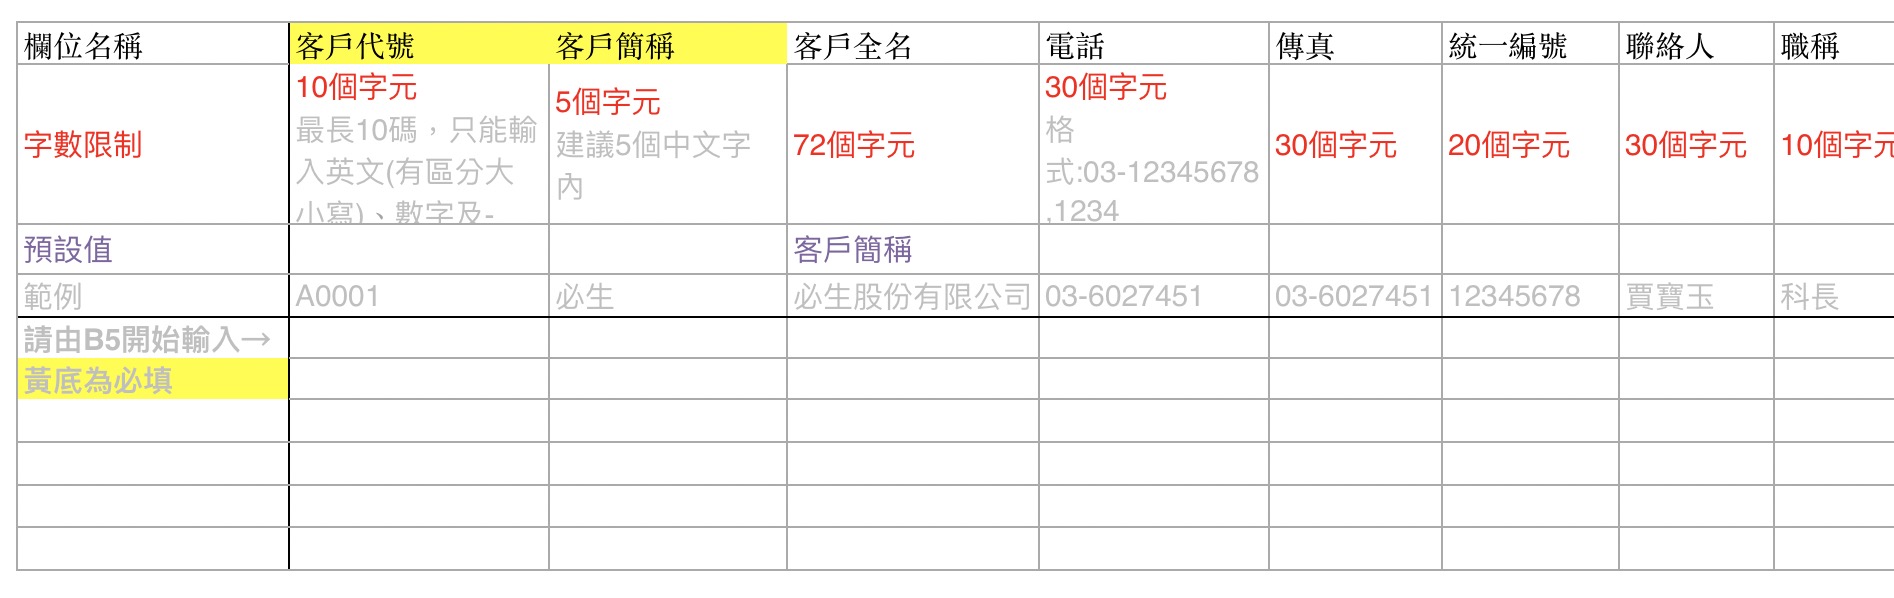 欄位名稱 客戶代號 客戶簡稱 客戶全名 電話 傳真 統一編號 聯絡人 職稱
字數限制
10個字元
最長10碼，只能輸
入英文(有區分大
小寫)、數字及-
5個字元
建議5個中文字
內
72個字元
30個字元
格
式:03-12345678
,1234
30個字元
20個字元
30個字元
10個字元
預設值 客戶簡稱
範例 A0001 必生 必生股份有限公司 03-6027451 03-6027451 12345678 賈寶玉 科長
請由B5開始輸入→
黃底為必填